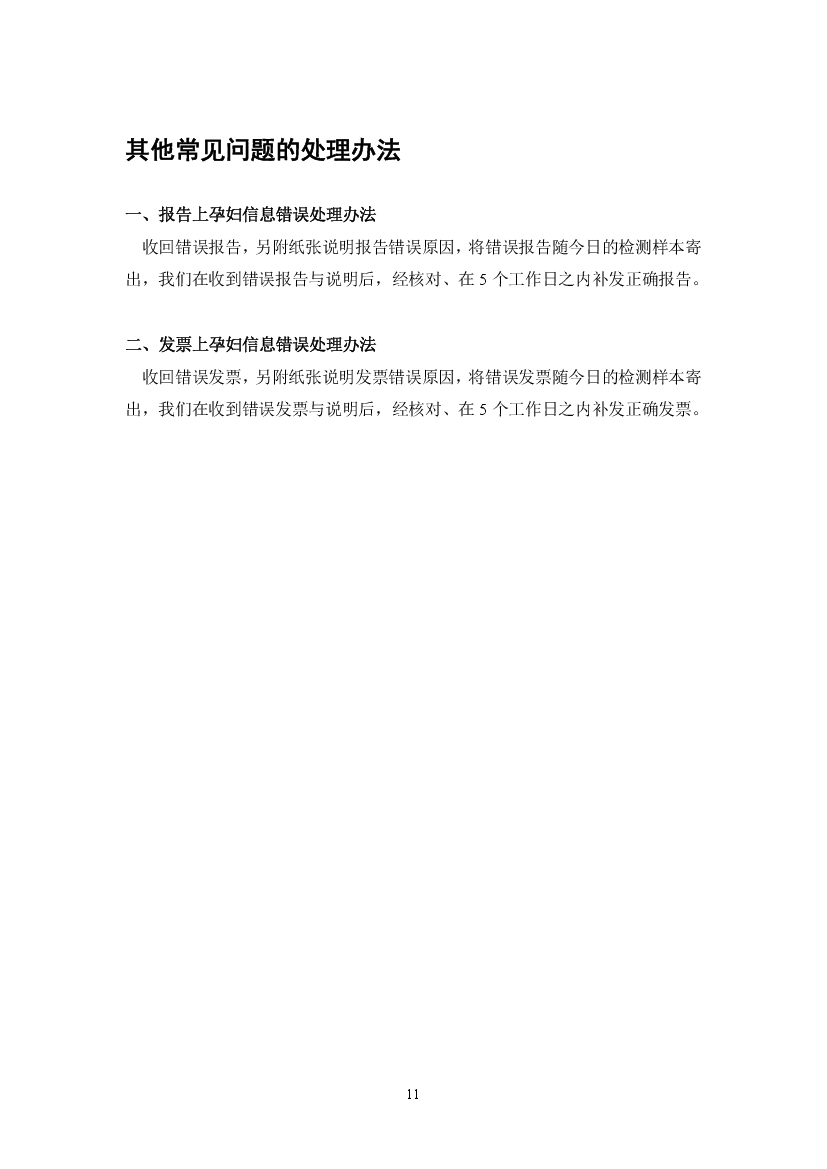 其他常见问题的处理办法
一、报告上孕妇信息错误处理办法
收回错误报告，另附纸张说明报告错误原因，将错误报告随今日的检测样本寄
出，我们在收到错误报告与说明后，经核对、在 5 个工作日之内补发正确报告。
二、发票上孕妇信息错误处理办法
收回错误发票，另附纸张说明发票错误原因，将错误发票随今日的检测样本寄
出，我们在收到错误发票与说明后，经核对、在 5 个工作日之内补发正确发票。
11